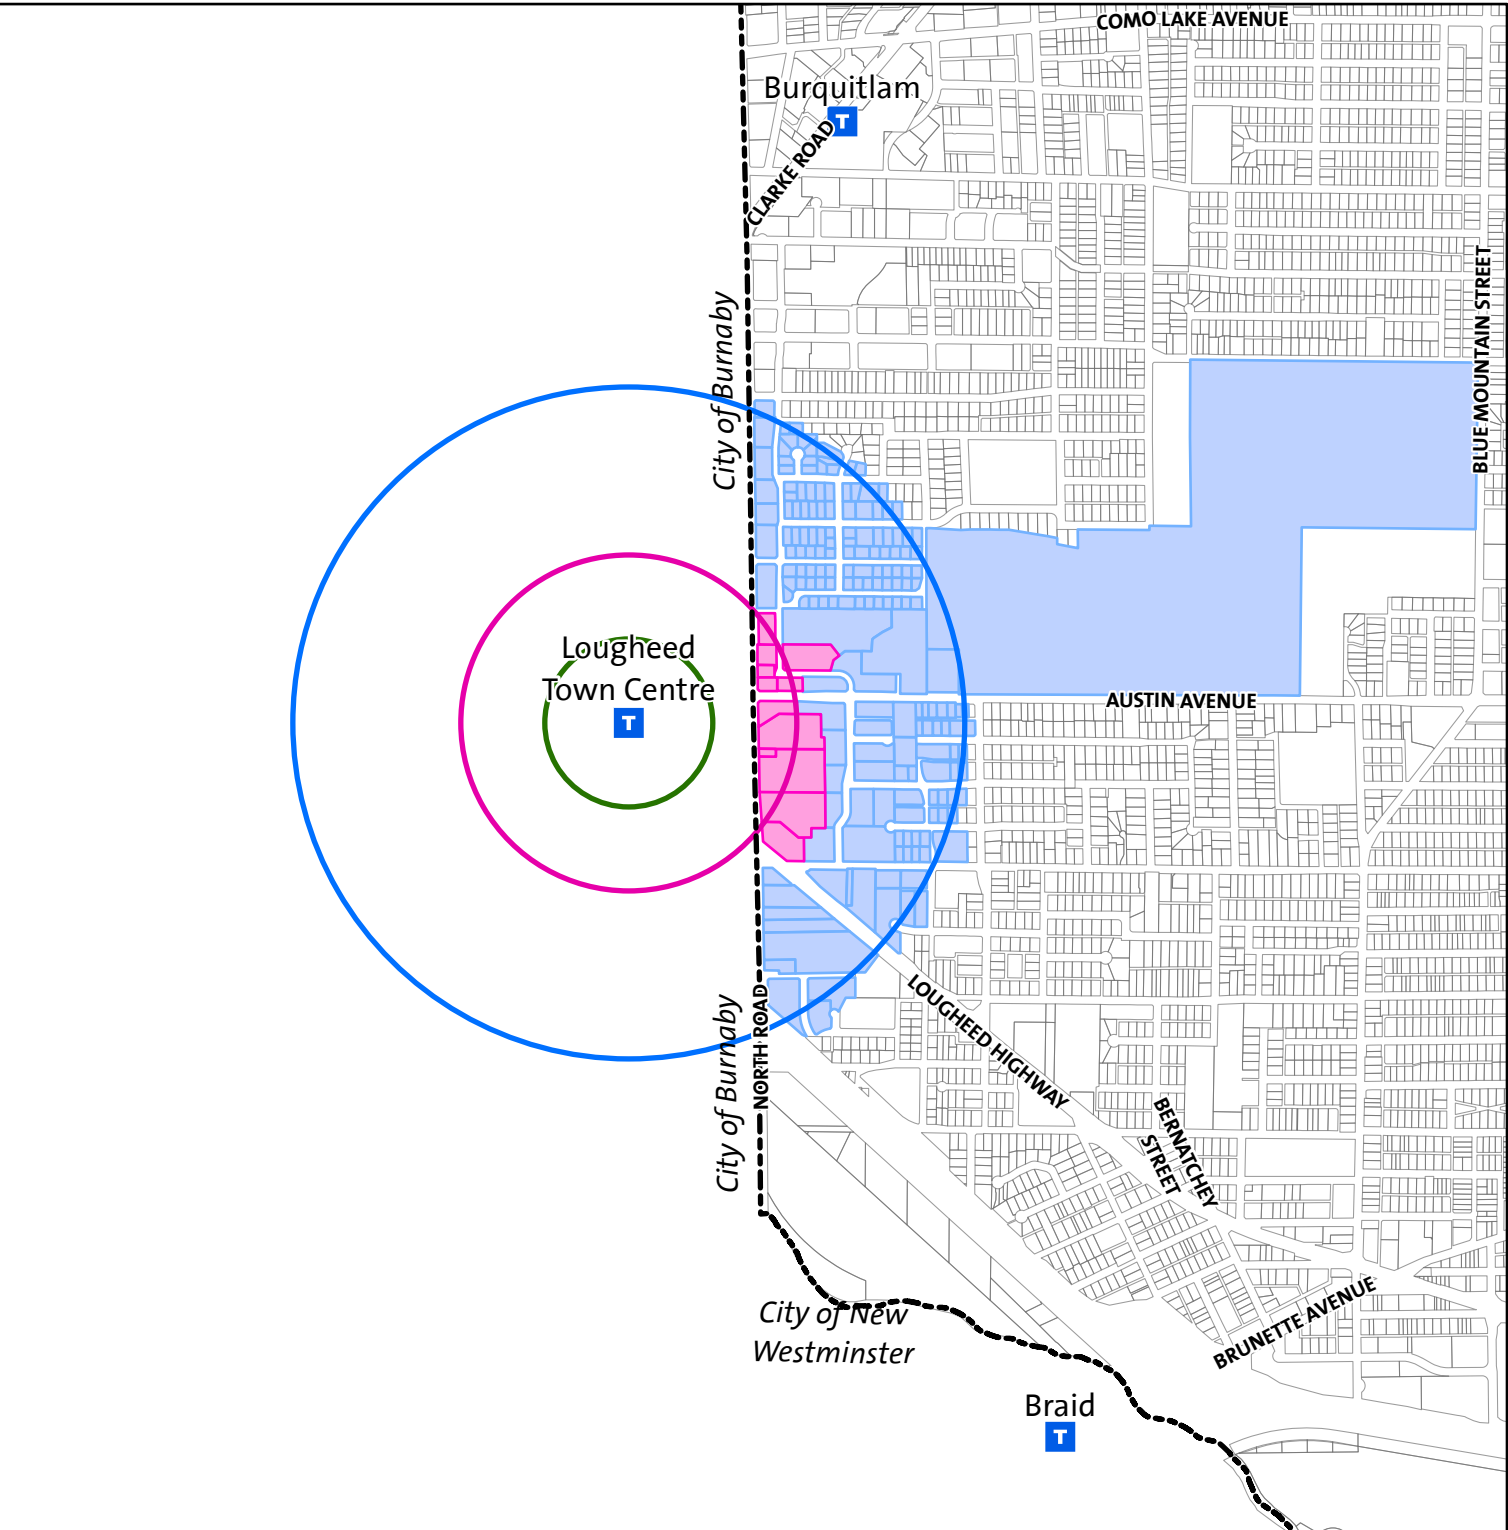 COMO LAKE AVENUE
Burquitlam
T
CLARKE ROAD
BLUE MOUNTAIN STREET
City of Burnaby
Lougheed
Town Centre
T
AUSTIN AVENUE
LOUGHEED HIGHWAY
NORTH ROAD
City of Burnaby
BERNATCHEY
STREET
BRUNETTE AVENUE
City of New
Westminster
Braid
T